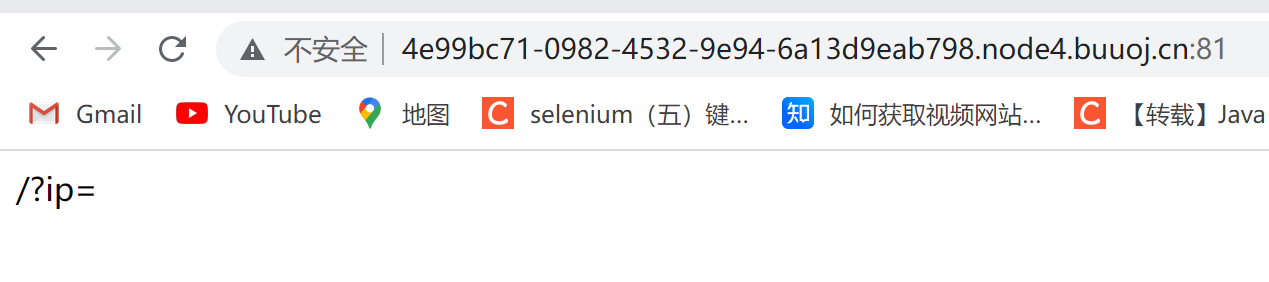 不安全 4e99bc71-0982-4532-9e94-6a13d9eab798.node4.buuoj.cn:81
Gmail YouTube 地图 C selenium（五）键... 知 如何获取视频网站... C 【转载】Java
/?ip=